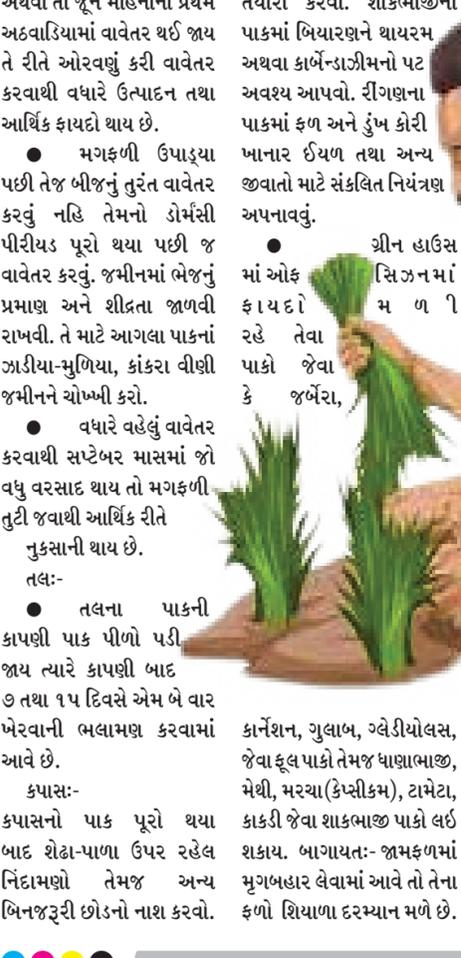 અથવા તો જૂન મહિનાના પ્રથમ
અઠવાડિયામાં વાવેતર થઈ જાય
તે રીતે ઓરવણું કરી વાવેતર
કરવાથી વધારે ઉત્પાદન તથા
આર્થિક ફાયદો થાય છે.
● મગફળી ઉપાડ્યા
પછી તેજ બીજનું તુરંત વાવેતર
કરવું નહિ તેમનો ડોર્મંસી
પીરીયડ પૂરો થયા પછી જ
વાવેતર કરવું. જમીનમાં ભેજનું
પ્રમાણ અને શીદ્રતા જાળવી
રાખવી. તે માટે આગલા પાકનાં
ઝાડીયા-મુળિયા, કાંકરા વીણી
જમીનને ચોખ્ખી કરો.
● વધારે વહેલું વાવેતર
કરવાથી સપ્ટેબર માસમાં જો
વધુ વરસાદ થાય તો મગફળી
તુટી જવાથી આર્થિક રીતે
નુકસાની થાય છે.
તલઃ-
● તલના પાકની
કાપણી પાક પીળો પડી
જાય ત્યારે કાપણી બાદ
૭ તથા ૧૫ દિવસે એમ બે વાર
ખેરવાની ભલામણ કરવામાં
આવે છે.
કપાસઃ-
કપાસનો પાક પૂરો થયા
બાદ શેઢા-પાળા ઉપર રહેલ
નિંદામણો તેમજ અન્ય
બિનજરૂરી છોડનો નાશ કરવો.
તૈયારી કરવી. શાકભાજીના
પાકમાં બિયારણને થાયરમ
અથવા કાર્બેન્ડાઝીમનો પટ
અવશ્ય આપવો. રીંગણના
પાકમાં ફળ અને ડુંખ કોરી
ખાનાર ઈયળ તથા અન્ય
જીવાતો માટે સંકલિત નિયંત્રણ
અપનાવવું.
● ગ્રીન હાઉસ
માં ઓફ સિઝનમાં
ફાયદો મળી
રહે તેવા
પાકો જેવા
કે જર્બેરા,
કાર્નેશન, ગુલાબ, ગ્લેડીયોલસ,
જેવા ફૂલ પાકો તેમજ ધાણાભાજી,
મેથી, મરચા(કેપ્સીકમ), ટામેટા,
કાકડી જેવા શાકભાજી પાકો લઇ
શકાય. બાગાયતઃ- જામફળમાં
મૃગબહાર લેવામાં આવે તો તેના
ફળો શિયાળા દરમ્યાન મળે છે.